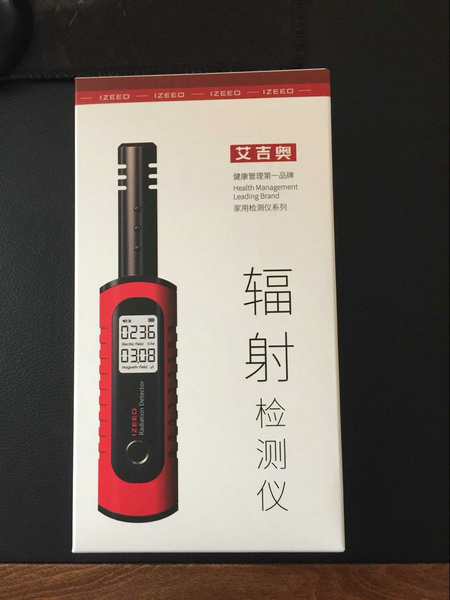 IZEED IZEED IZEED IZEED
艾吉奥
健康管理第一品牌
Health Management
Leading Brand
家用检测仪系列
辐射检测仪
0236
Electric Field V/M
03.08
Magnetic Field
IZEED
Radiation Detector